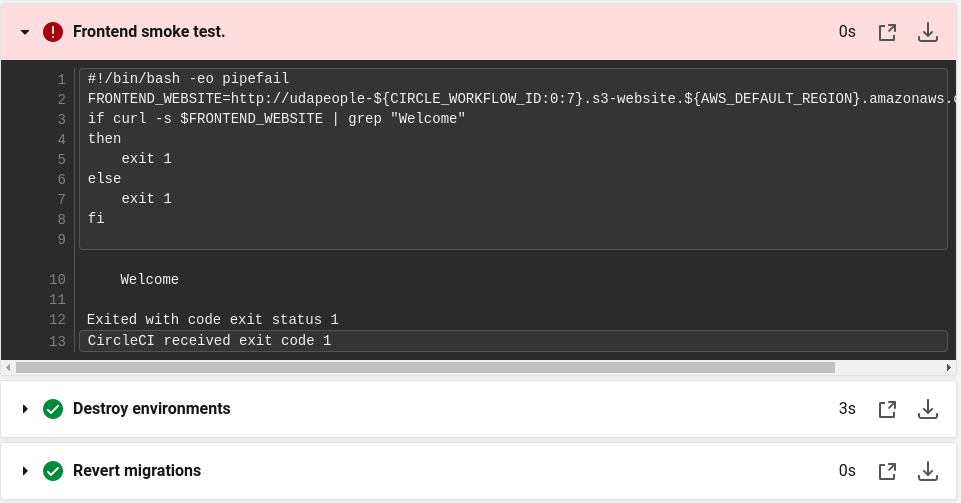 Frontend smoke test. 0s
1 #!/bin/bash -eo pipefail
2 FRONTEND_WEBSITE=http://udapeople-${CIRCLE_WORKFLOW_ID:0:7}.s3-website.${AWS_DEFAULT_REGION}.amazonaws.
3 if curl -s $FRONTEND_WEBSITE | grep "Welcome"
4 then
5     exit 1
6 else
7     exit 1
8 fi
9
10     Welcome
11
12 Exited with code exit status 1
13 CircleCI received exit code 1
Destroy environments 3s
Revert migrations 0s